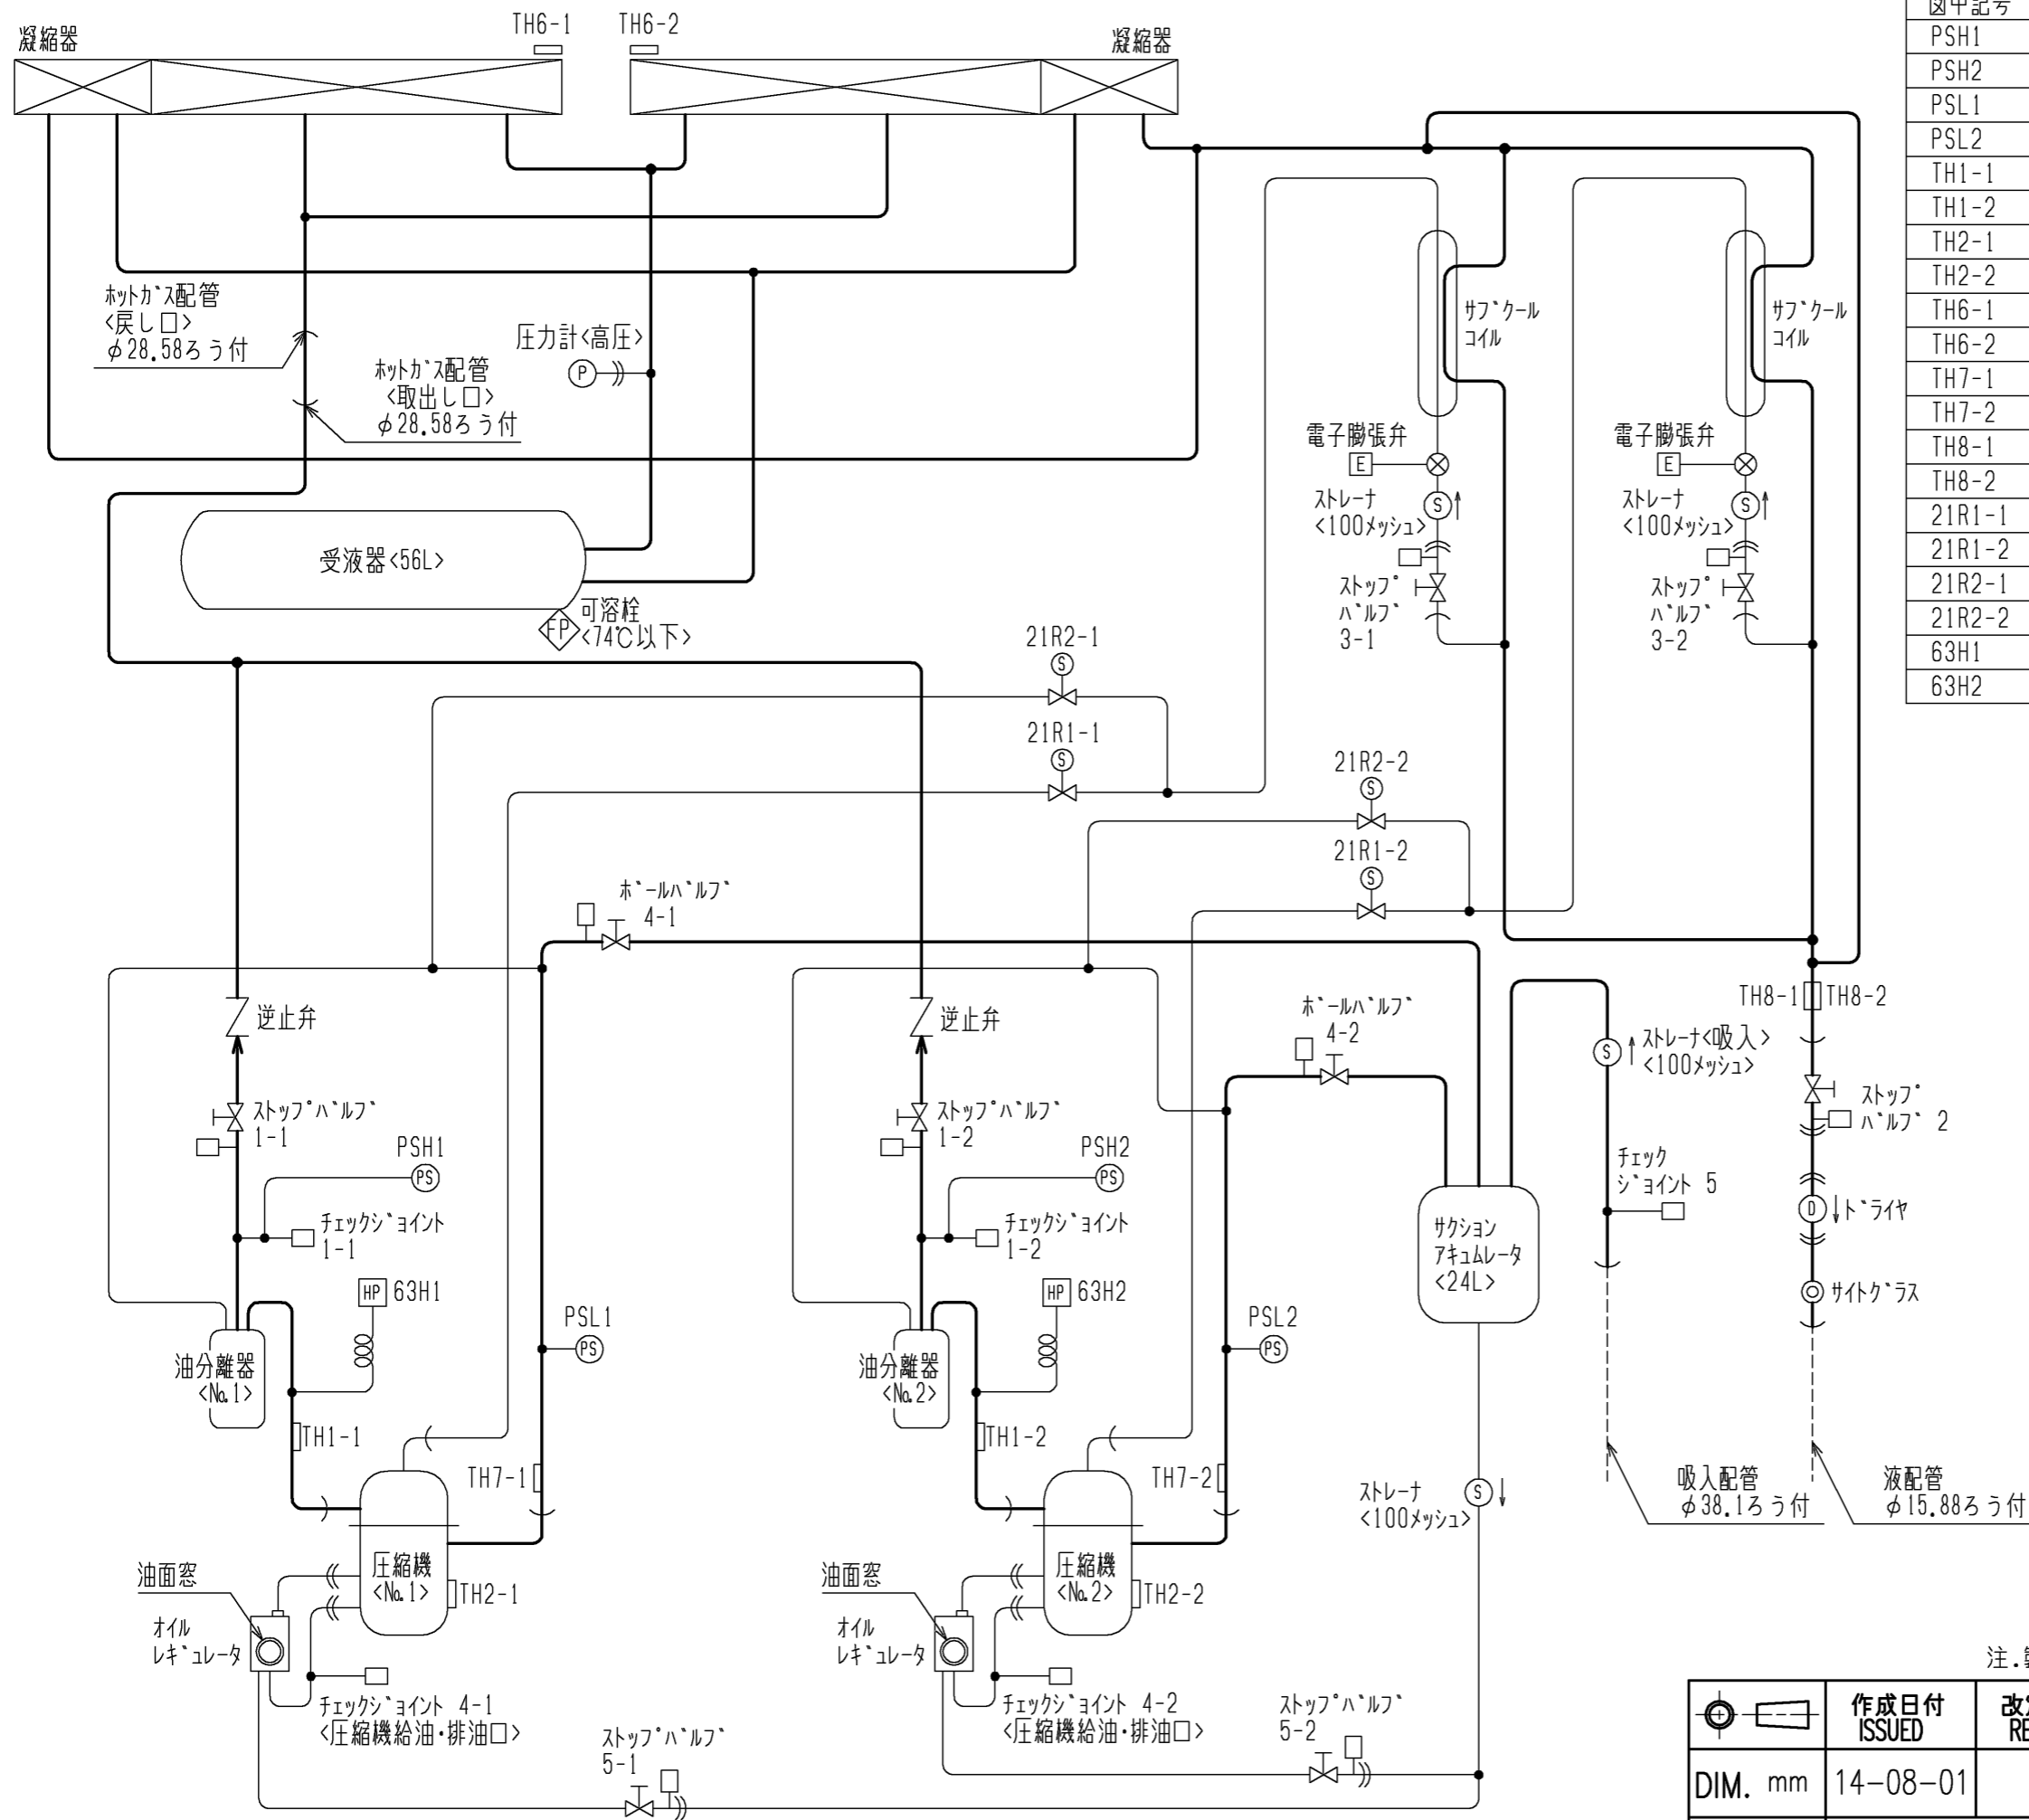 図中記号
PSH1
PSH2
PSL1
PSL2
TH1-1
TH1-2
TH2-1
TH2-2
TH6-1
TH6-2
TH7-1
TH7-2
TH8-1
TH8-2
21R1-1
21R1-2
21R2-1
21R2-2
63H1
63H2
凝縮器
TH6-1
TH6-2
凝縮器
ホットガス配管
<戻し口>
φ28.58ろう付
ホットガス配管
<取出し口>
φ28.58ろう付
圧力計<高圧>
P
サブクール
コイル
サブクール
コイル
電子膨張弁
E
電子膨張弁
E
ストレーナ
<100メッシュ>
S
ストレーナ
<100メッシュ>
S
ストップ
バルブ
3-1
ストップ
バルブ
3-2
受液器<56L>
FP
可溶栓
<74℃以下>
21R2-1
S
21R1-1
S
21R2-2
S
21R1-2
S
ボールバルブ
4-1
ボールバルブ
4-2
逆止弁
逆止弁
TH8-1
TH8-2
S
ストレーナ<吸入>
<100メッシュ>
ストップバルブ
1-1
ストップバルブ
1-2
ストップ
バルブ 2
PSH1
PS
PSH2
PS
チェック
ジョイント 5
チェックジョイント
1-1
チェックジョイント
1-2
D
ドライヤ
サクション
アキュムレータ
<24L>
サイトグラス
HP
63H1
HP
63H2
PSL1
PS
PSL2
PS
油分離器
<No.1>
油分離器
<No.2>
TH1-1
TH1-2
TH7-1
TH7-2
ストレーナ
<100メッシュ>
S
吸入配管
φ38.1ろう付
液配管
φ15.88ろう付
油面窓
圧縮機
<No.1>
TH2-1
油面窓
圧縮機
<No.2>
TH2-2
オイル
レギュレータ
オイル
レギュレータ
チェックジョイント 4-1
<圧縮機給油・排油口>
チェックジョイント 4-2
<圧縮機給油・排油口>
ストップバルブ
5-1
ストップバルブ
5-2
注.
作成日付
ISSUED
DIM. mm
14-08-01